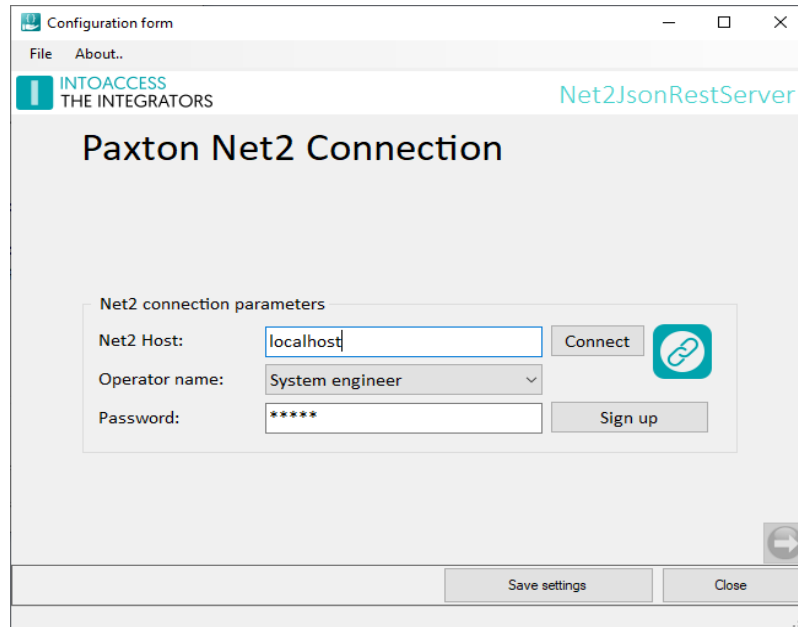 Configuration form
File About..
INTOACCESS
THE INTEGRATORS
Net2JsonRestServer
Paxton Net2 Connection
Net2 connection parameters
Net2 Host: localhost Connect
Operator name: System engineer
Password: ***** Sign up
Save settings Close